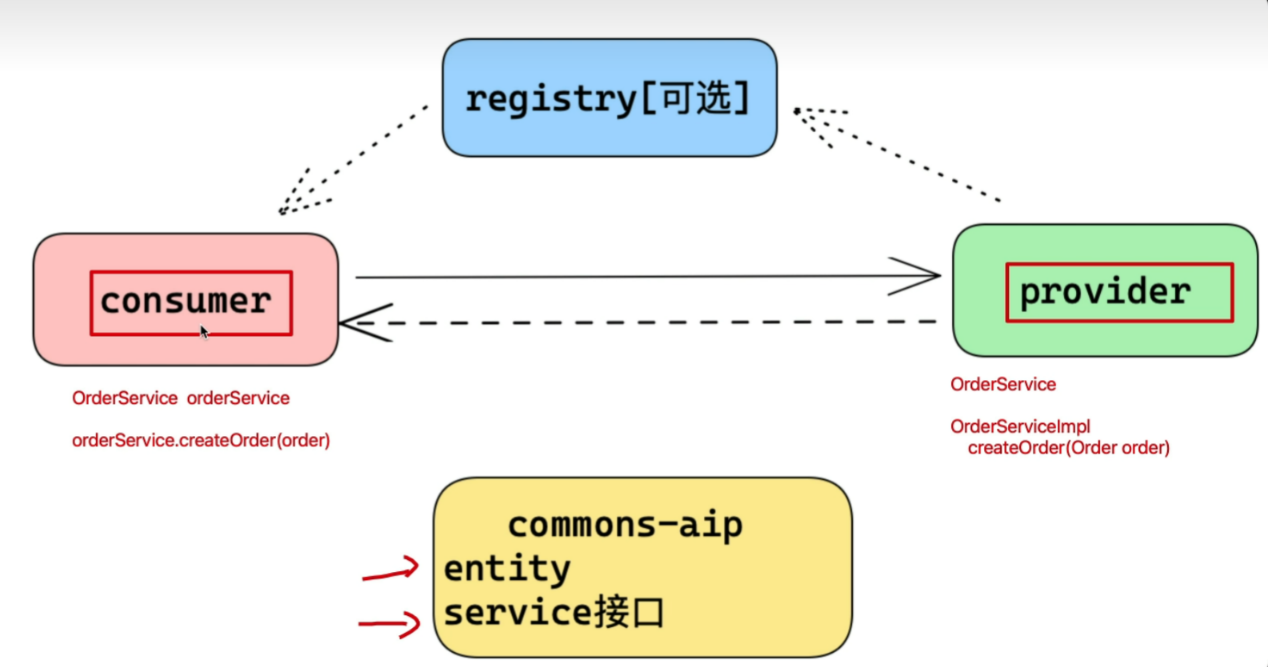 registry[可选]
consumer
provider
OrderService orderService
orderService.createOrder(order)
OrderService
OrderServiceImpl
createOrder(Order order)
commons-aip
entity
service接口